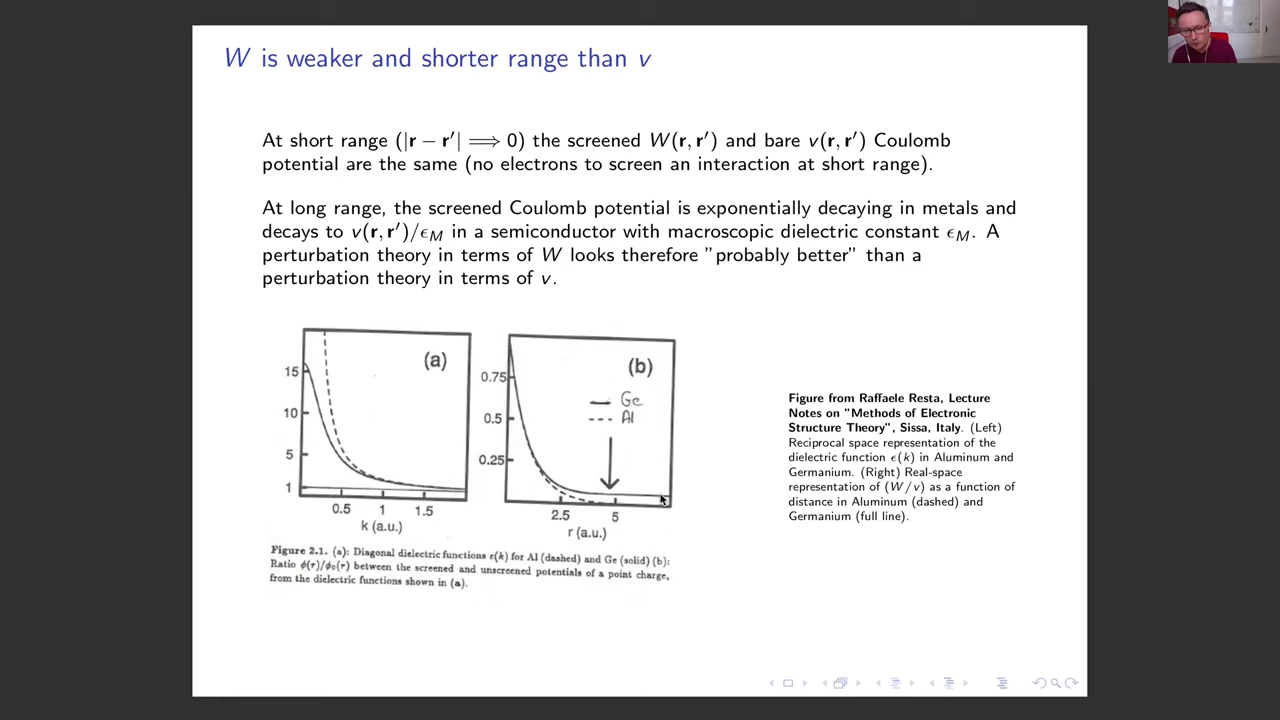 W is weaker and shorter range than v
At short range (|r − r′| ⟹ 0) the screened W(r, r′) and bare v(r, r′) Coulomb
potential are the same (no electrons to screen an interaction at short range).
At long range, the screened Coulomb potential is exponentially decaying in metals and
decays to v(r, r′)/ϵM in a semiconductor with macroscopic dielectric constant ϵM. A
perturbation theory in terms of W looks therefore ”probably better” than a
perturbation theory in terms of v.
(a)
15
10
5
1
0.5 1 1.5
k (a.u.)
(b)
0.75
0.5
0.25
Ge
Al
2.5 5
r (a.u.)
Figure 2.1. (a): Diagonal dielectric functions ε(k) for Al (dashed) and Ge (solid) (b):
Ratio ϕ(r)/ϕ₀(r) between the screened and unscreened potentials of a point charge,
from the dielectric functions shown in (a).
Figure from Raffaele Resta, Lecture
Notes on ”Methods of Electronic
Structure Theory”, Sissa, Italy. (Left)
Reciprocal space representation of the
dielectric function ϵ(k) in Aluminum and
Germanium. (Right) Real-space
representation of (W/v) as a function of
distance in Aluminum (dashed) and
Germanium (full line).